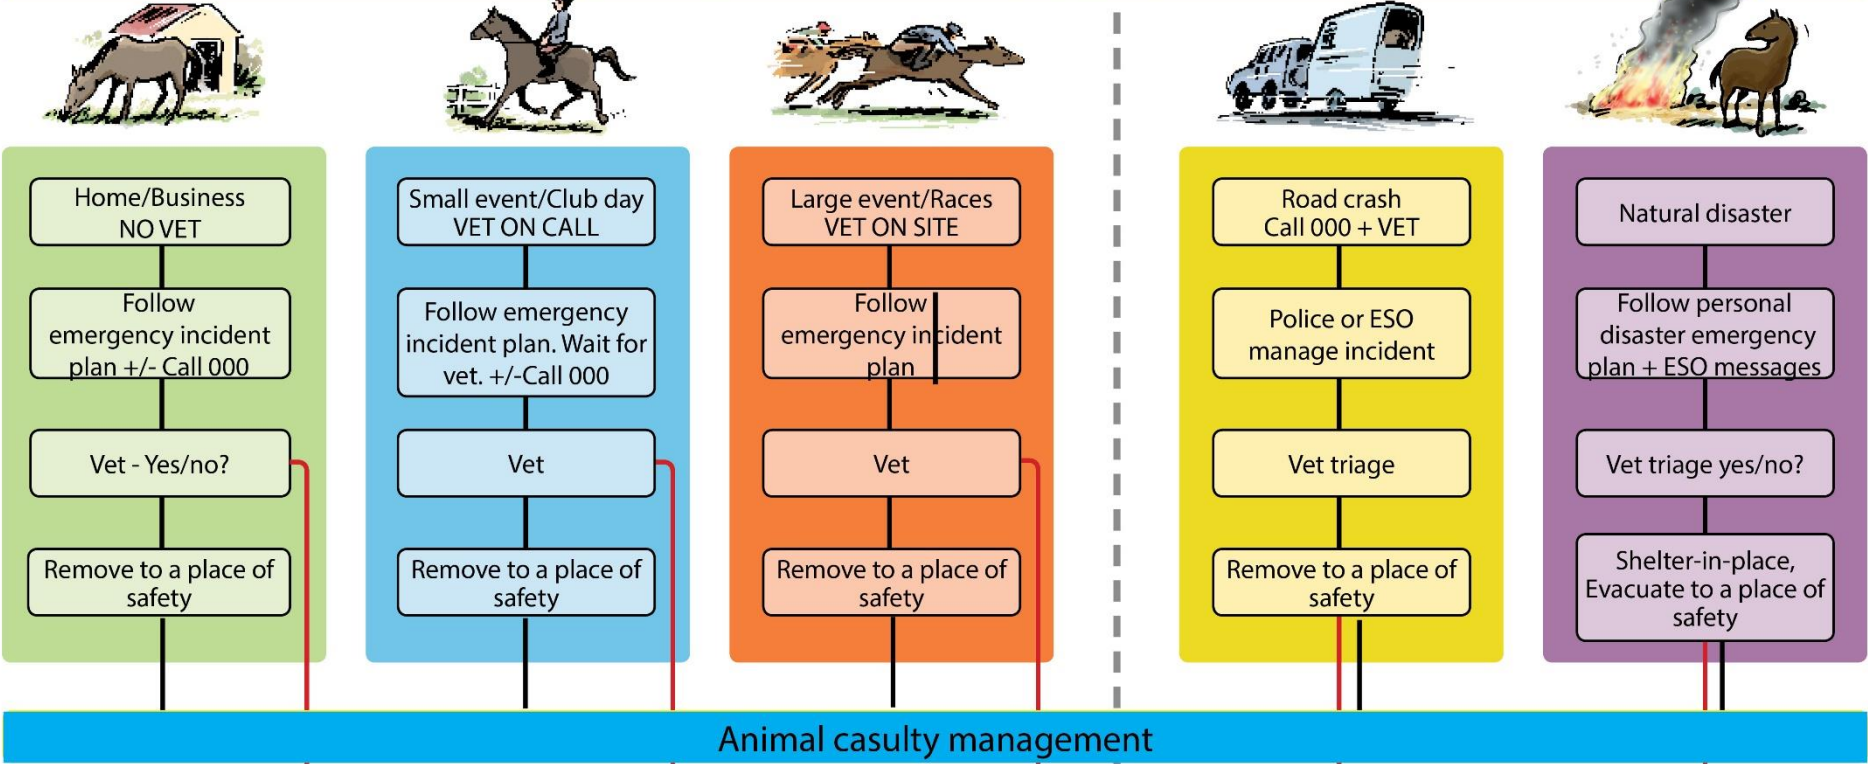 Home/Business
NO VET
Follow
emergency incident
plan +/- Call 000
Vet - Yes/no?
Remove to a place of
safety
Small event/Club day
VET ON CALL
Follow emergency
incident plan. Wait for
vet. +/-Call 000
Vet
Remove to a place of
safety
Large event/Races
VET ON SITE
Follow
emergency incident
plan
Vet
Remove to a place of
safety
Road crash
Call 000 + VET
Police or ESO
manage incident
Vet triage
Remove to a place of
safety
Natural disaster
Follow personal
disaster emergency
plan + ESO messages
Vet triage yes/no?
Shelter-in-place,
Evacuate to a place of
safety
Animal casulty management